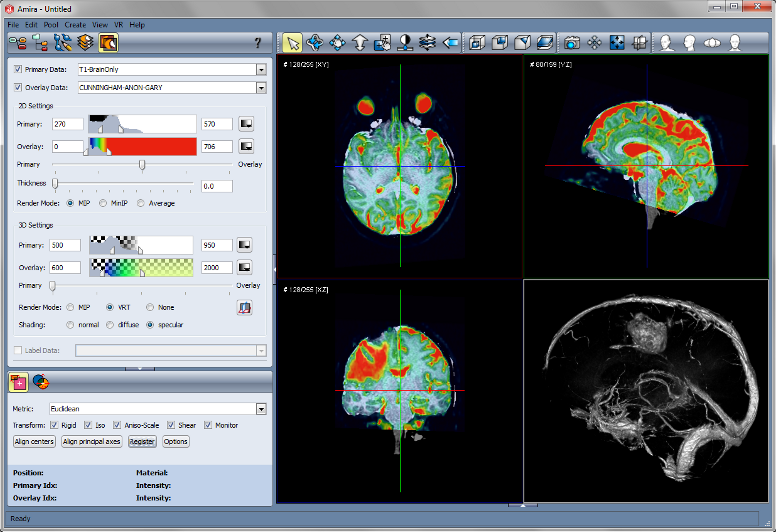 Amira - Untitled
File Edit Pool Create View VR Help
?
Primary Data: T1-BrainOnly
Overlay Data: CUNNINGHAM-ANON-GARY
2D Settings
Primary: 270 570
Overlay: 0 706
Primary Overlay
Thickness 0.0
Render Mode: MIP MinIP Average
3D Settings
Primary: 500 950
Overlay: 600 2000
Primary Overlay
Render Mode: MIP VRT None
Shading: normal diffuse specular
Label Data:
Metric: Euclidean
Transform: Rigid Iso Aniso-Scale Shear Monitor
Align centers Align principal axes Register Options
Position: Material:
Primary Idx: Intensity:
Overlay Idx: Intensity:
Ready
# 128/255 [XY]
# 80/159 [YZ]
# 128/255 [XZ]